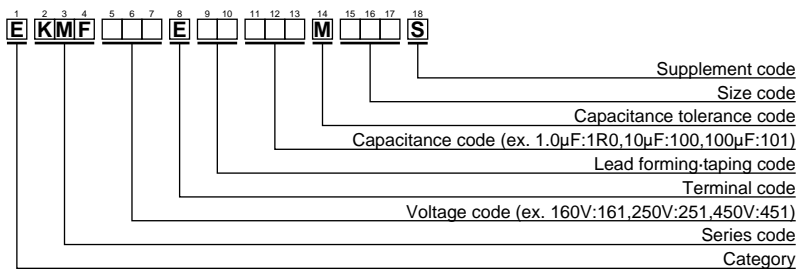 1 2 3 4 5 6 7 8 9 10 11 12 13 14 15 16 17 18
E K M F E M S
Supplement code
Size code
Capacitance tolerance code
Capacitance code (ex. 1.0μF:1R0,10μF:100,100μF:101)
Lead forming·taping code
Terminal code
Voltage code (ex. 160V:161,250V:251,450V:451)
Series code
Category